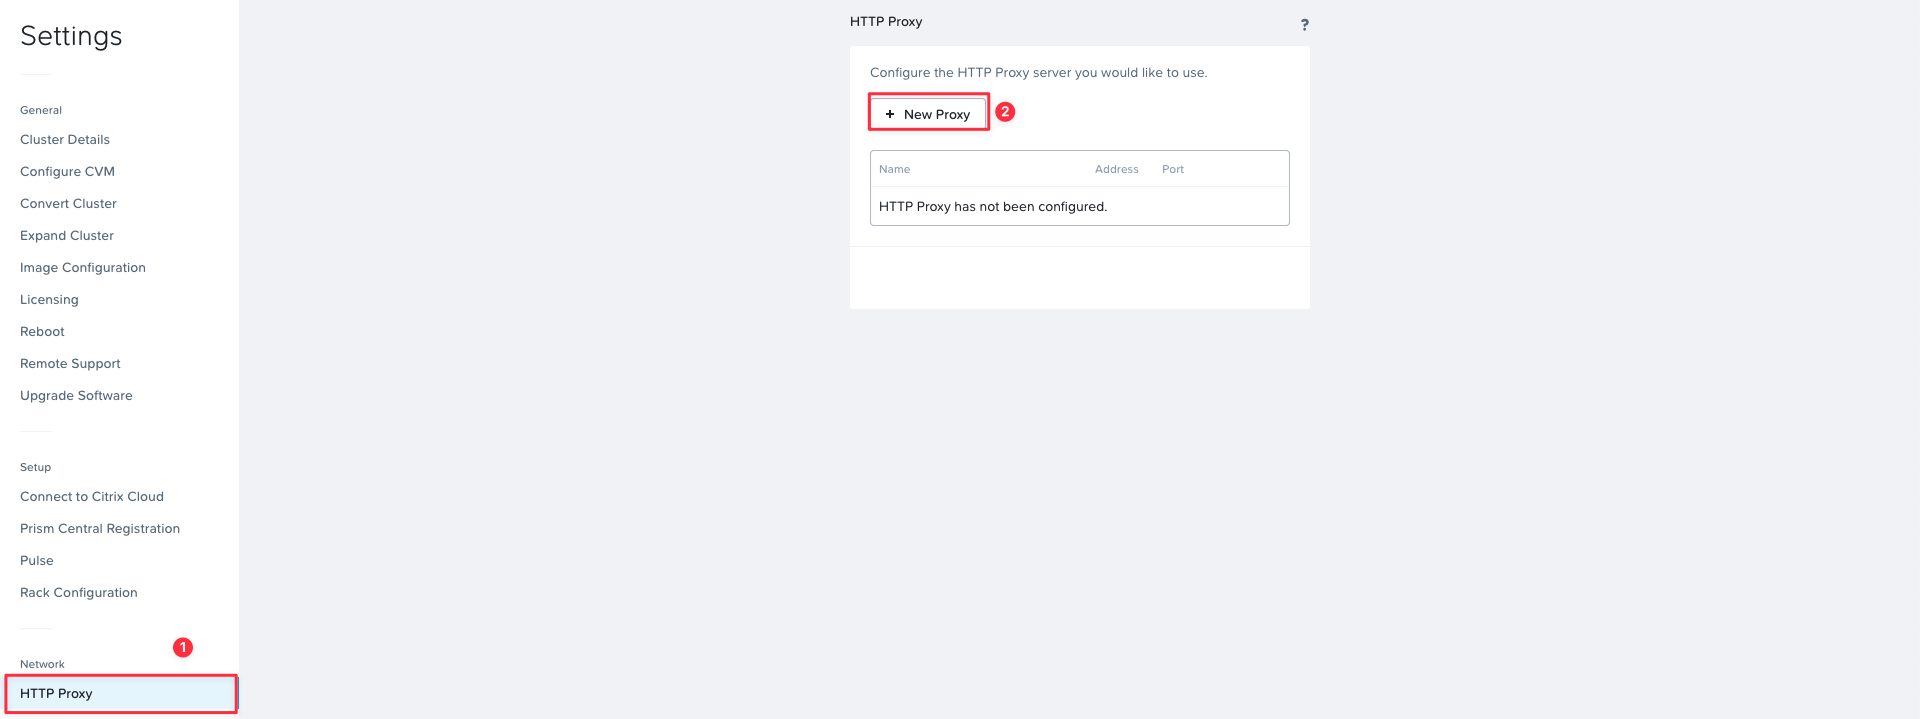 Settings
General
Cluster Details
Configure CVM
Convert Cluster
Expand Cluster
Image Configuration
Licensing
Reboot
Remote Support
Upgrade Software
Setup
Connect to Citrix Cloud
Prism Central Registration
Pulse
Rack Configuration
1
Network
HTTP Proxy
HTTP Proxy ?
Configure the HTTP Proxy server you would like to use.
+ New Proxy 2
Name Address Port
HTTP Proxy has not been configured.